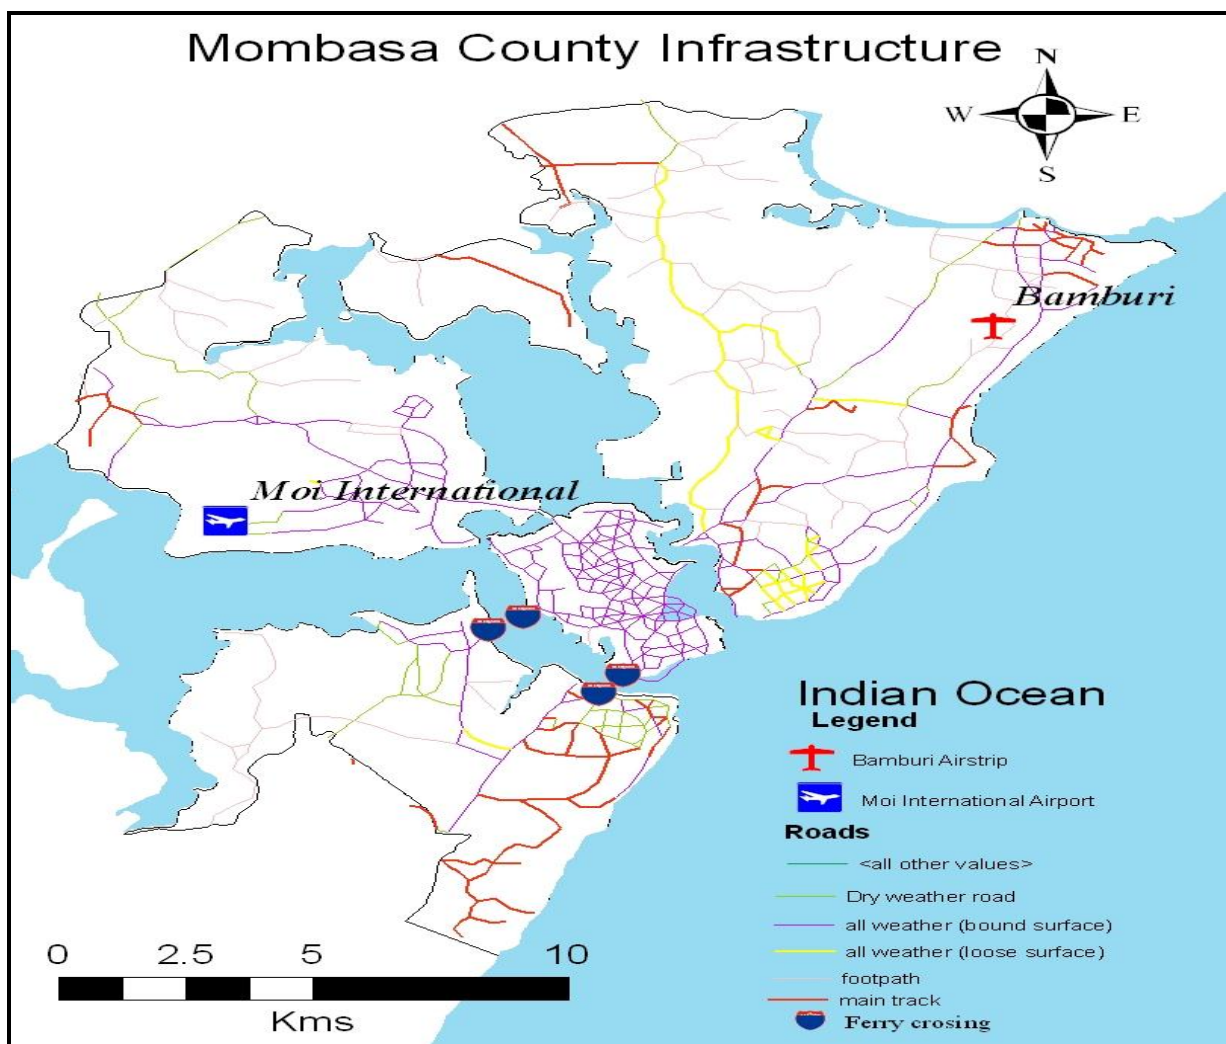 Mombasa County Infrastructure
N
W E
S
Bamburi
Moi International
Indian Ocean
Legend
Bamburi Airstrip
Moi International Airport
Roads
<all other values>
Dry weather road
all weather (bound surface)
all weather (loose surface)
footpath
main track
Ferry crosing
0 2.5 5 10
Kms